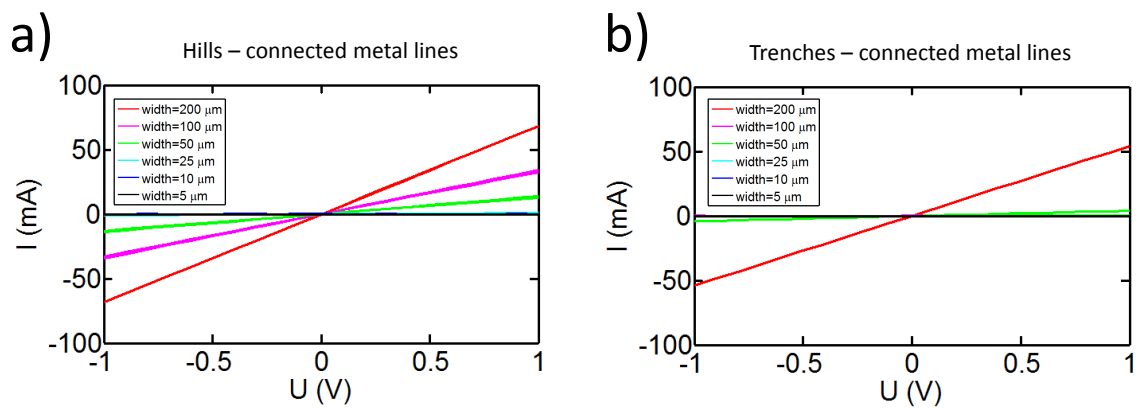 a)
Hills – connected metal lines
100
50
0
-50
-100
I (mA)
width=200 μm
width=100 μm
width=50 μm
width=25 μm
width=10 μm
width=5 μm
-1
-0.5
0
0.5
1
U (V)
b)
Trenches – connected metal lines
100
50
0
-50
-100
I (mA)
width=200 μm
width=100 μm
width=50 μm
width=25 μm
width=10 μm
width=5 μm
-1
-0.5
0
0.5
1
U (V)